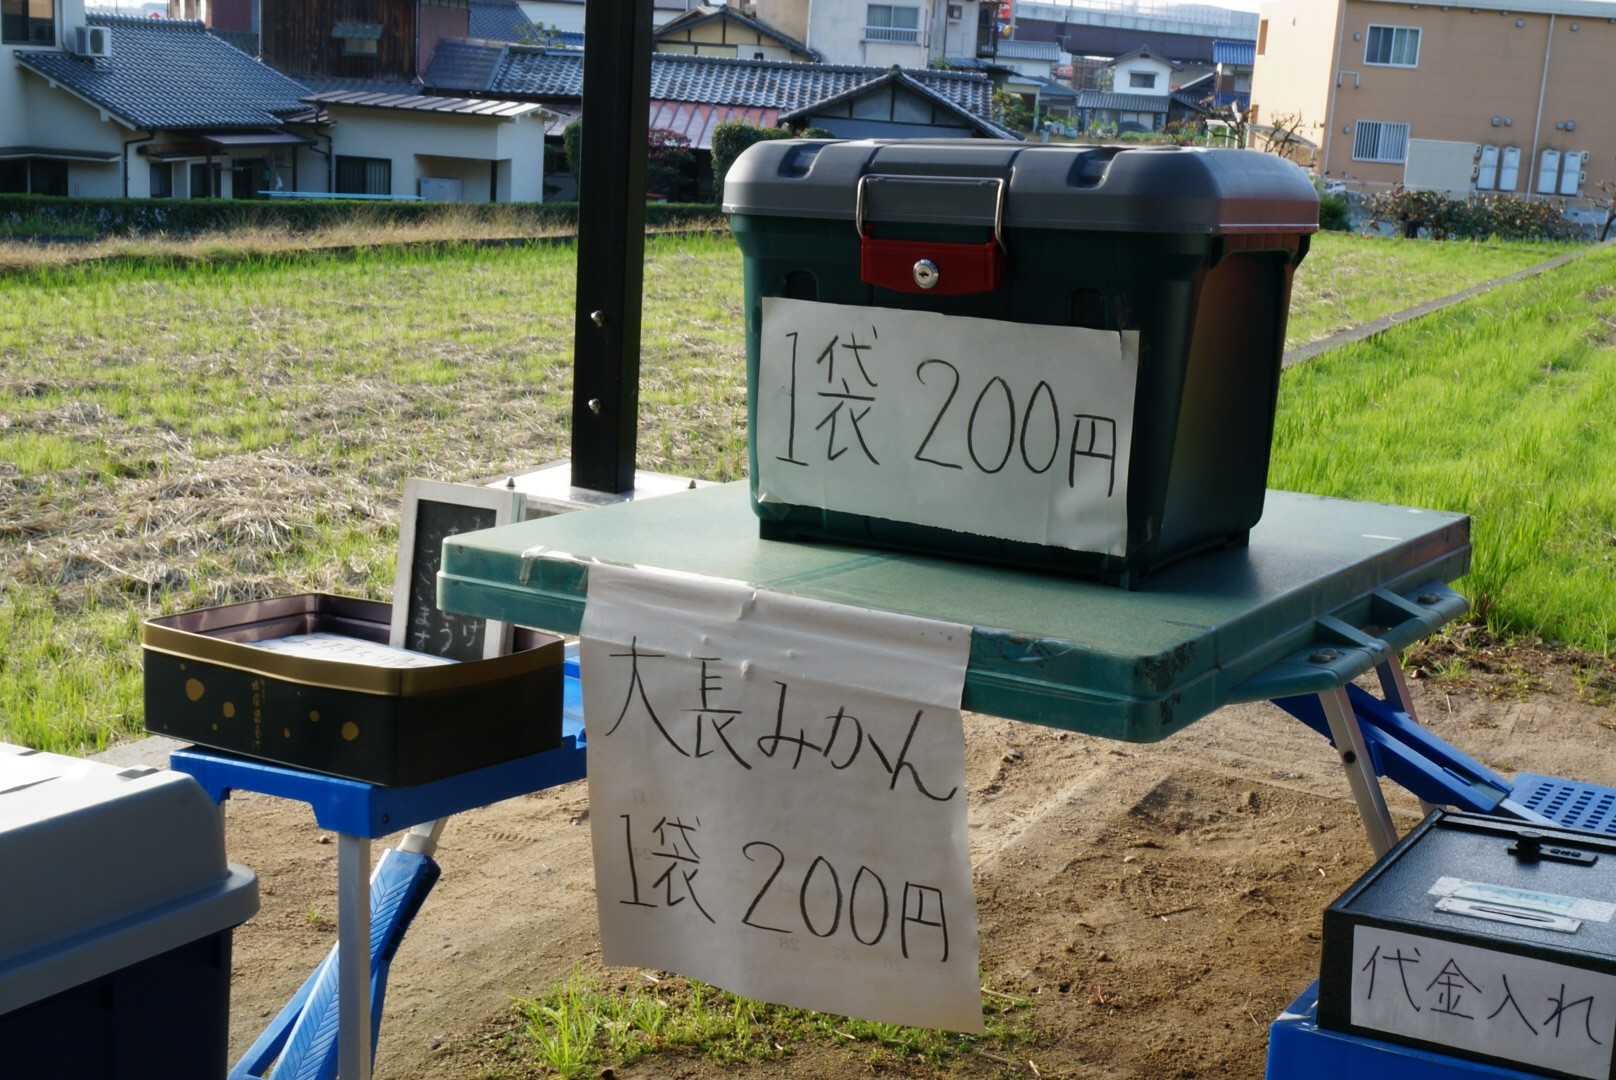 1袋 200円
大長みかん
1袋 200円
代金入れ